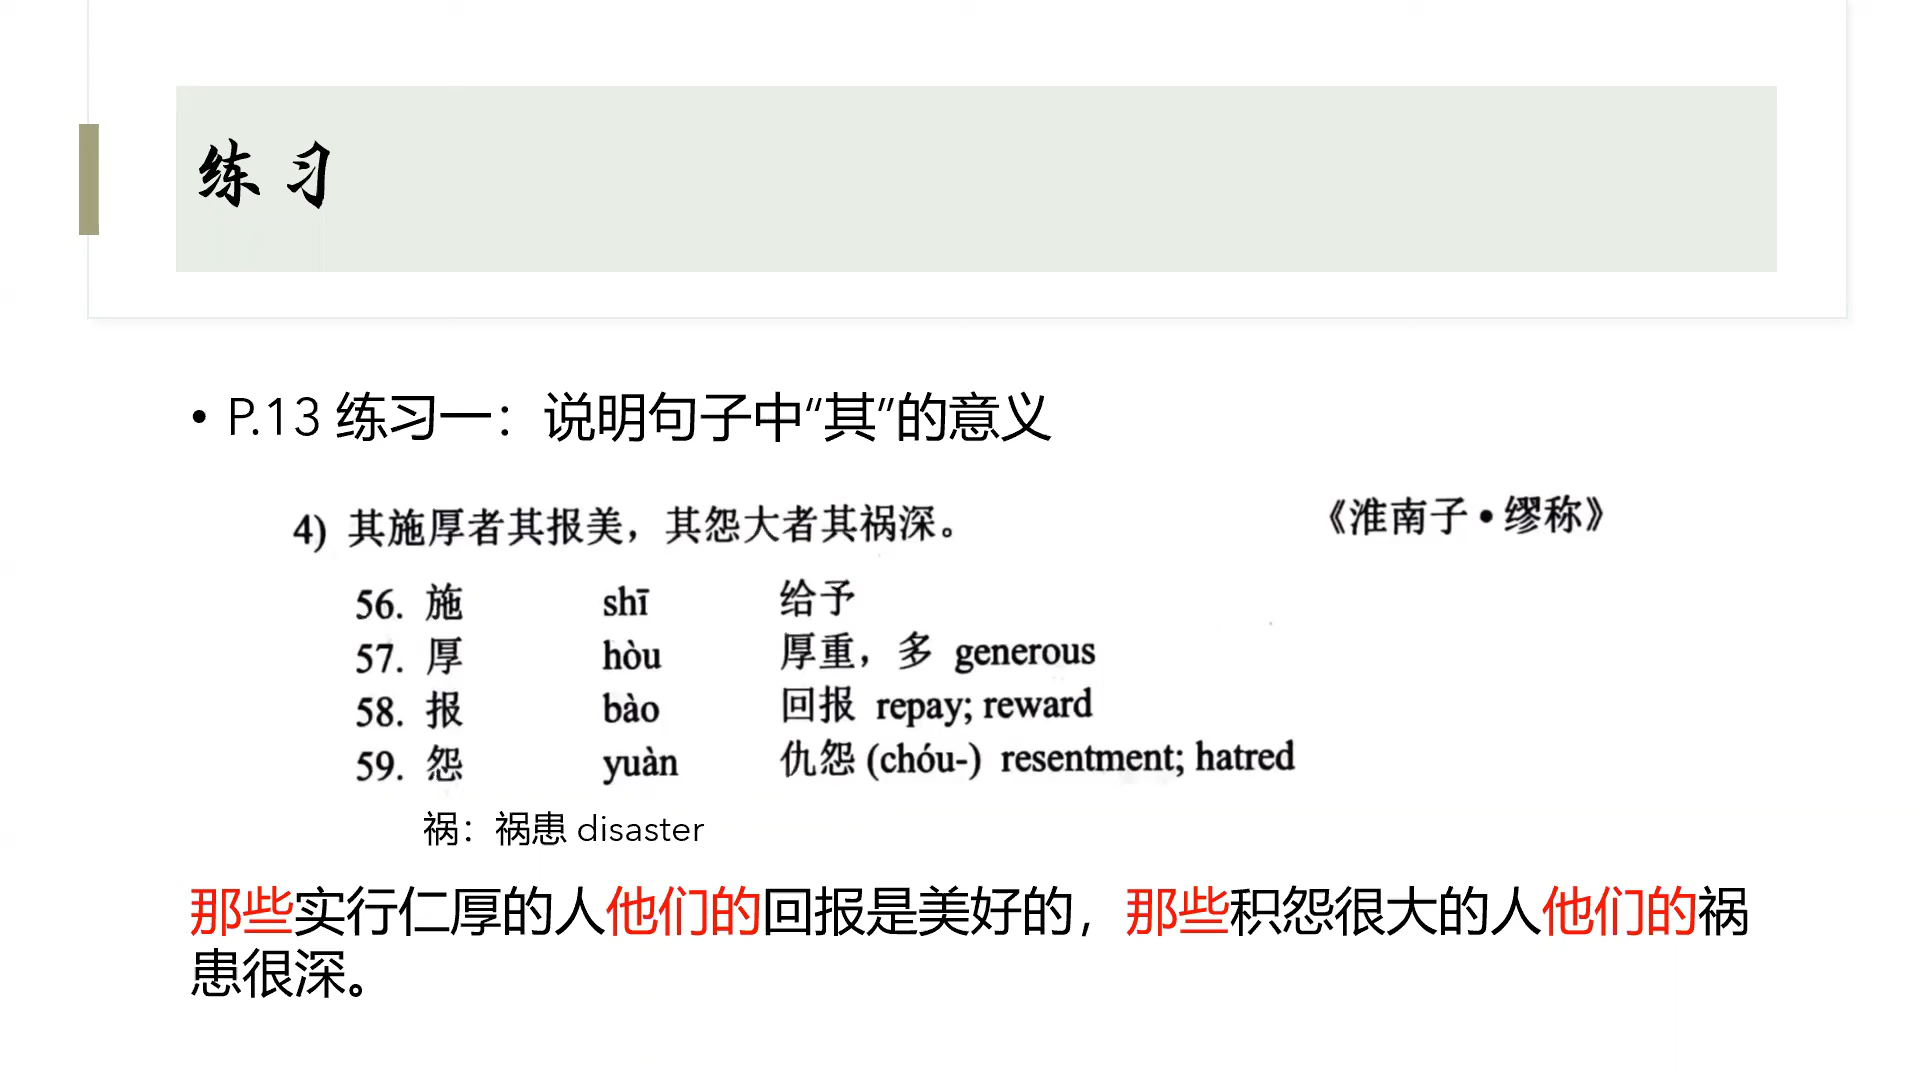 练习
• P.13 练习一：说明句子中“其”的意义
4) 其施厚者其报美，其怨大者其祸深。 《淮南子•缪称》
56. 施 shī 给予
57. 厚 hòu 厚重，多 generous
58. 报 bào 回报 repay; reward
59. 怨 yuàn 仇怨 (chóu-) resentment; hatred
祸：祸患 disaster
那些实行仁厚的人他们的回报是美好的，那些积怨很大的人他们的祸
患很深。